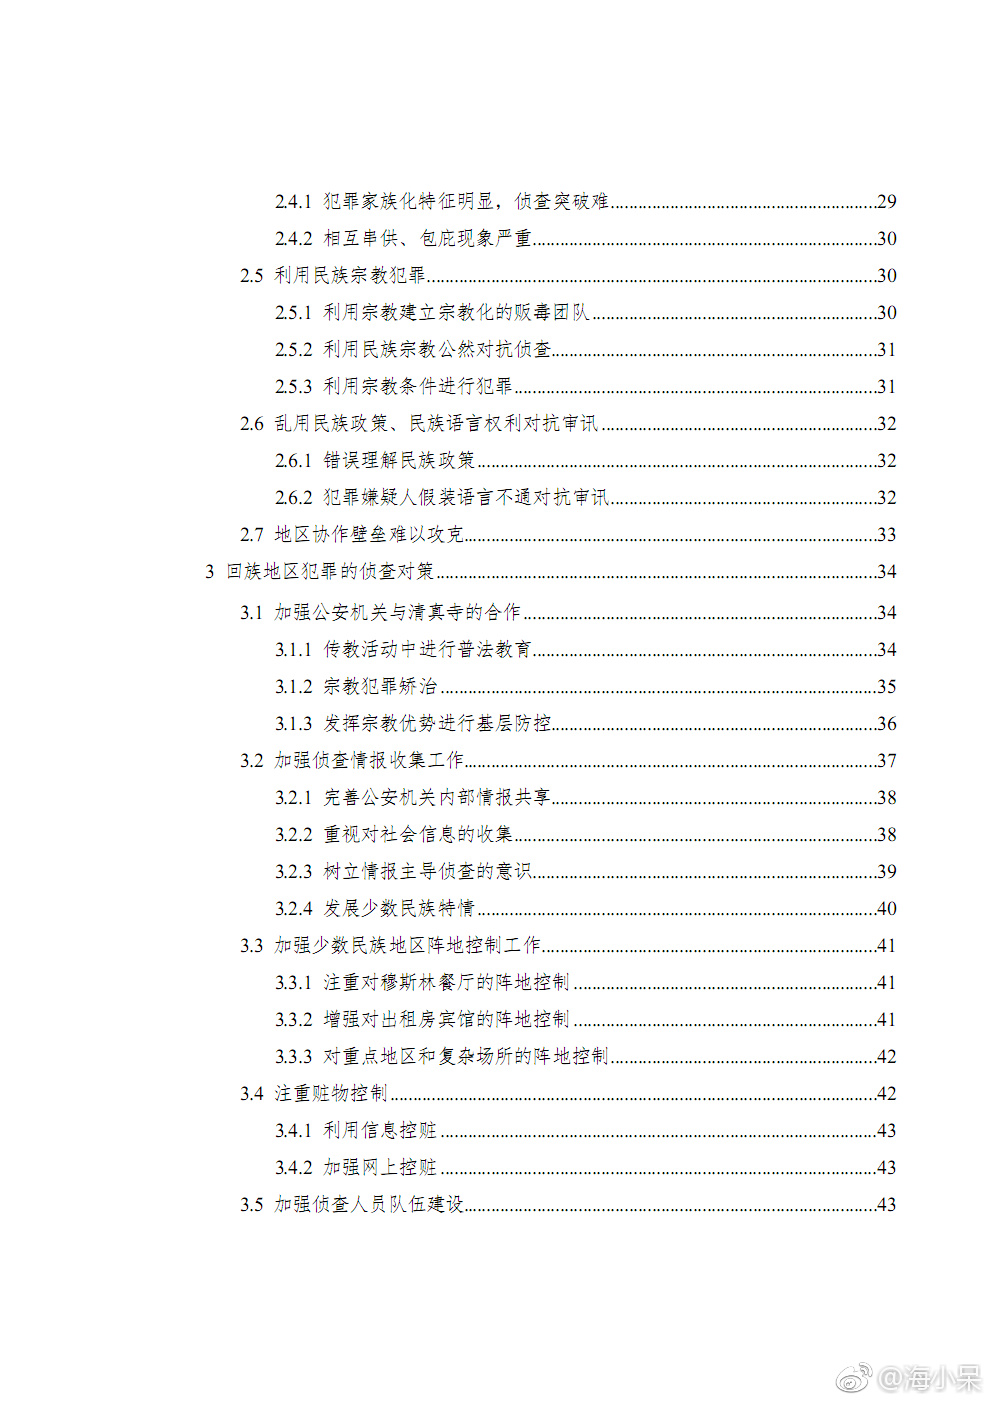 2.4.1 犯罪家族化特征明显，侦查突破难................29
2.4.2 相互串供、包庇现象严重................30
2.5 利用民族宗教犯罪................30
2.5.1 利用宗教建立宗教化的贩毒团队................30
2.5.2 利用民族宗教公然对抗侦查................31
2.5.3 利用宗教条件进行犯罪................31
2.6 乱用民族政策、民族语言权利对抗审讯................32
2.6.1 错误理解民族政策................32
2.6.2 犯罪嫌疑人假装语言不通对抗审讯................32
2.7 地区协作壁垒难以攻克................33
3 回族地区犯罪的侦查对策................34
3.1 加强公安机关与清真寺的合作................34
3.1.1 传教活动中进行普法教育................34
3.1.2 宗教犯罪矫治................35
3.1.3 发挥宗教优势进行基层防控................36
3.2 加强侦查情报收集工作................37
3.2.1 完善公安机关内部情报共享................38
3.2.2 重视对社会信息的收集................38
3.2.3 树立情报主导侦查的意识................39
3.2.4 发展少数民族特情................40
3.3 加强少数民族地区阵地控制工作................41
3.3.1 注重对穆斯林餐厅的阵地控制................41
3.3.2 增强对出租房宾馆的阵地控制................41
3.3.3 对重点地区和复杂场所的阵地控制................42
3.4 注重赃物控制................42
3.4.1 利用信息控赃................43
3.4.2 加强网上控赃................43
3.5 加强侦查人员队伍建设................43
@海小呆